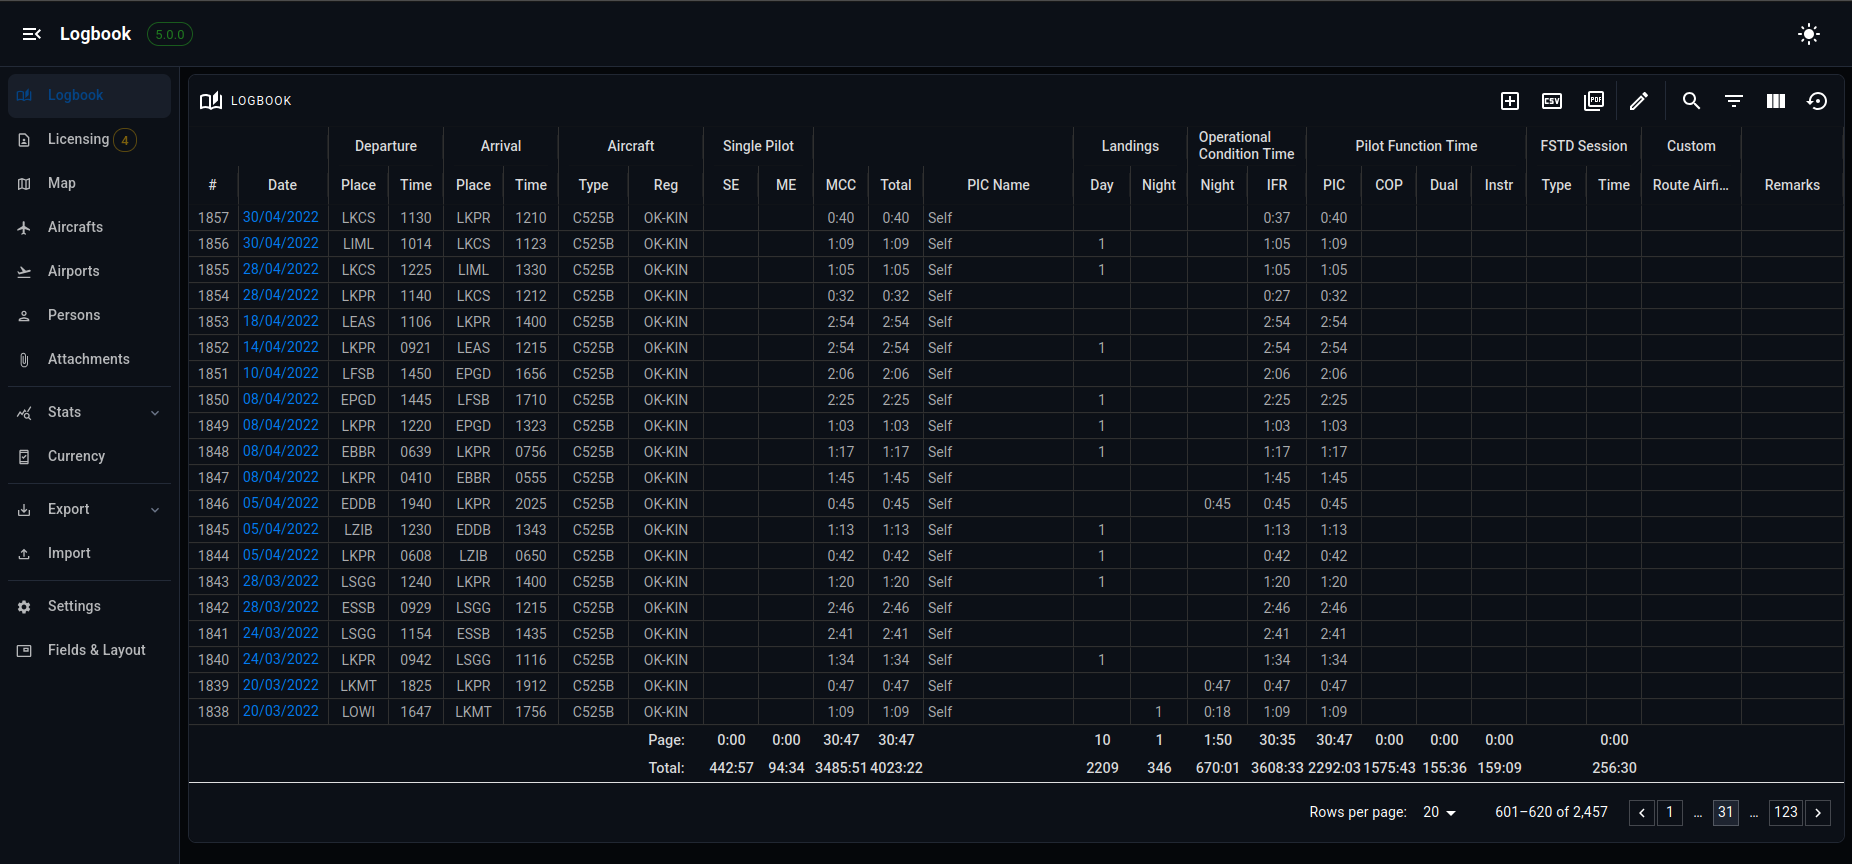 Logbook 5.0.0
Logbook
Licensing 4
Map
Aircrafts
Airports
Persons
Attachments
Stats
Currency
Export
Import
Settings
Fields & Layout
LOGBOOK CSV PDF
Departure Arrival Aircraft Single Pilot Landings Operational Condition Time Pilot Function Time FSTD Session Custom
# Date Place Time Place Time Type Reg SE ME MCC Total PIC Name Day Night Night IFR PIC COP Dual Instr Type Time Route Airfi... Remarks
1857 30/04/2022 LKCS 1130 LKPR 1210 C525B OK-KIN 0:40 0:40 Self 0:37 0:40
1856 30/04/2022 LIML 1014 LKCS 1123 C525B OK-KIN 1:09 1:09 Self 1 1:05 1:09
1855 28/04/2022 LKCS 1225 LIML 1330 C525B OK-KIN 1:05 1:05 Self 1 1:05 1:05
1854 28/04/2022 LKPR 1140 LKCS 1212 C525B OK-KIN 0:32 0:32 Self 0:27 0:32
1853 18/04/2022 LEAS 1106 LKPR 1400 C525B OK-KIN 2:54 2:54 Self 2:54 2:54
1852 14/04/2022 LKPR 0921 LEAS 1215 C525B OK-KIN 2:54 2:54 Self 1 2:54 2:54
1851 10/04/2022 LFSB 1450 EPGD 1656 C525B OK-KIN 2:06 2:06 Self 2:06 2:06
1850 08/04/2022 EPGD 1445 LFSB 1710 C525B OK-KIN 2:25 2:25 Self 1 2:25 2:25
1849 08/04/2022 LKPR 1220 EPGD 1323 C525B OK-KIN 1:03 1:03 Self 1 1:03 1:03
1848 08/04/2022 EBBR 0639 LKPR 0756 C525B OK-KIN 1:17 1:17 Self 1 1:17 1:17
1847 08/04/2022 LKPR 0410 EBBR 0555 C525B OK-KIN 1:45 1:45 Self 1:45 1:45
1846 05/04/2022 EDDB 1940 LKPR 2025 C525B OK-KIN 0:45 0:45 Self 0:45 0:45 0:45
1845 05/04/2022 LZIB 1230 EDDB 1343 C525B OK-KIN 1:13 1:13 Self 1 1:13 1:13
1844 05/04/2022 LKPR 0608 LZIB 0650 C525B OK-KIN 0:42 0:42 Self 1 0:42 0:42
1843 28/03/2022 LSGG 1240 LKPR 1400 C525B OK-KIN 1:20 1:20 Self 1 1:20 1:20
1842 28/03/2022 ESSB 0929 LSGG 1215 C525B OK-KIN 2:46 2:46 Self 2:46 2:46
1841 24/03/2022 LSGG 1154 ESSB 1435 C525B OK-KIN 2:41 2:41 Self 2:41 2:41
1840 24/03/2022 LKPR 0942 LSGG 1116 C525B OK-KIN 1:34 1:34 Self 1 1:34 1:34
1839 20/03/2022 LKMT 1825 LKPR 1912 C525B OK-KIN 0:47 0:47 Self 0:47 0:47 0:47
1838 20/03/2022 LOWI 1647 LKMT 1756 C525B OK-KIN 1:09 1:09 Self 1 0:18 1:09 1:09
Page: 0:00 0:00 30:47 30:47 10 1 1:50 30:35 30:47 0:00 0:00 0:00 0:00
Total: 442:57 94:34 3485:51 4023:22 2209 346 670:01 3608:33 2292:03 1575:43 155:36 159:09 256:30
Rows per page: 20 601–620 of 2,457 1 ... 31 ... 123